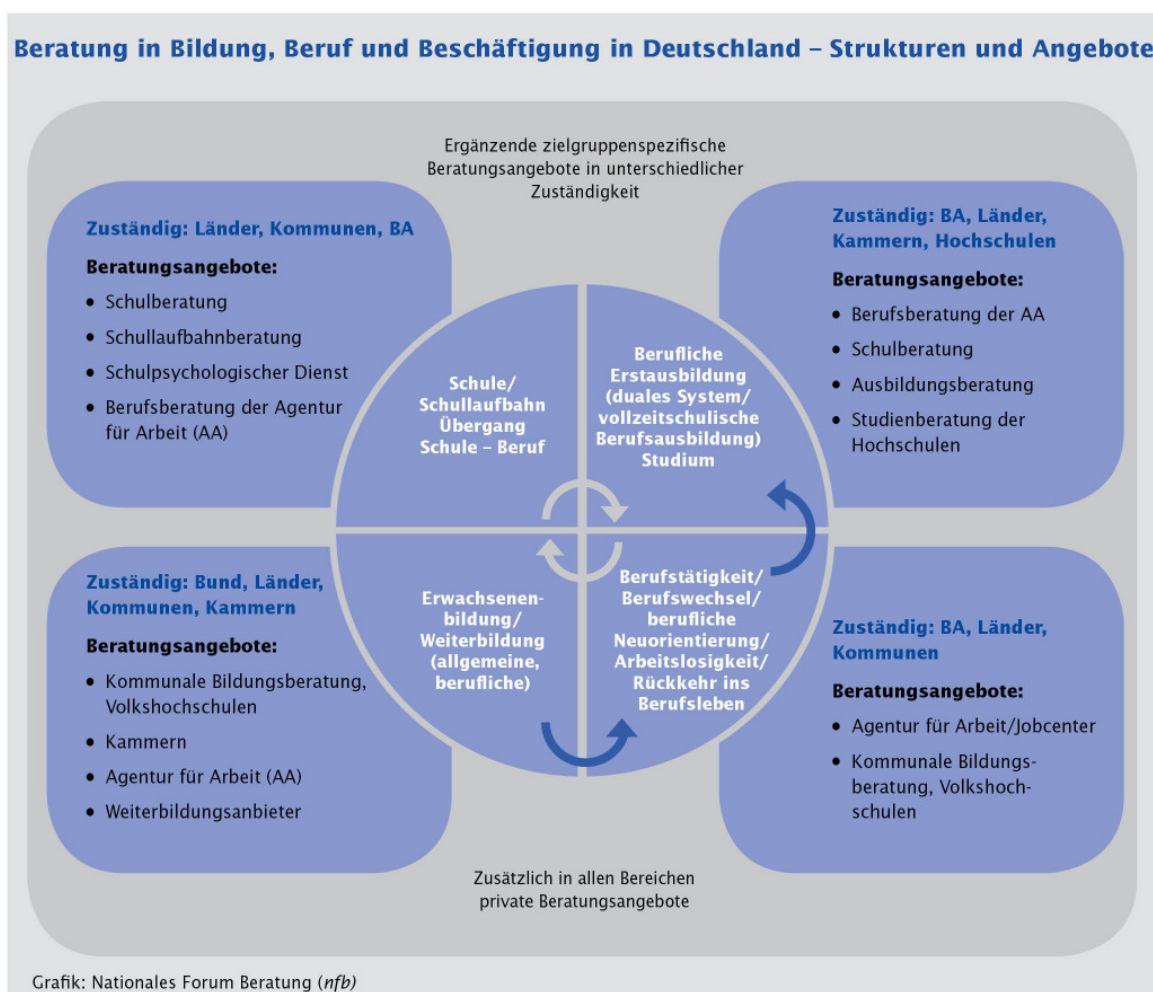 Beratung in Bildung, Beruf und Beschäftigung in Deutschland – Strukturen und Angebote
Ergänzende zielgruppenspezifische
Beratungsangebote in unterschiedlicher
Zuständigkeit
Zuständig: Länder, Kommunen, BA
Beratungsangebote:
• Schulberatung
• Schullaufbahnberatung
• Schulpsychologischer Dienst
• Berufsberatung der Agentur
für Arbeit (AA)
Zuständig: BA, Länder,
Kammern, Hochschulen
Beratungsangebote:
• Berufsberatung der AA
• Schulberatung
• Ausbildungsberatung
• Studienberatung der
Hochschulen
Schule/
Schullaufbahn
Übergang
Schule – Beruf
Berufliche
Erstausbildung
(duales System/
vollzeitschulische
Berufsausbildung)
Studium
Zuständig: Bund, Länder,
Kommunen, Kammern
Beratungsangebote:
• Kommunale Bildungsberatung,
Volkshochschulen
• Kammern
• Agentur für Arbeit (AA)
• Weiterbildungsanbieter
Erwachsenen-
bildung/
Weiterbildung
(allgemeine,
berufliche)
Berufstätigkeit/
Berufswechsel/
berufliche
Neuorientierung/
Arbeitslosigkeit/
Rückkehr ins
Berufsleben
Zuständig: BA, Länder,
Kommunen
Beratungsangebote:
• Agentur für Arbeit/Jobcenter
• Kommunale Bildungs-
beratung, Volkshoch-
schulen
Zusätzlich in allen Bereichen
private Beratungsangebote
Grafik: Nationales Forum Beratung (nfb)